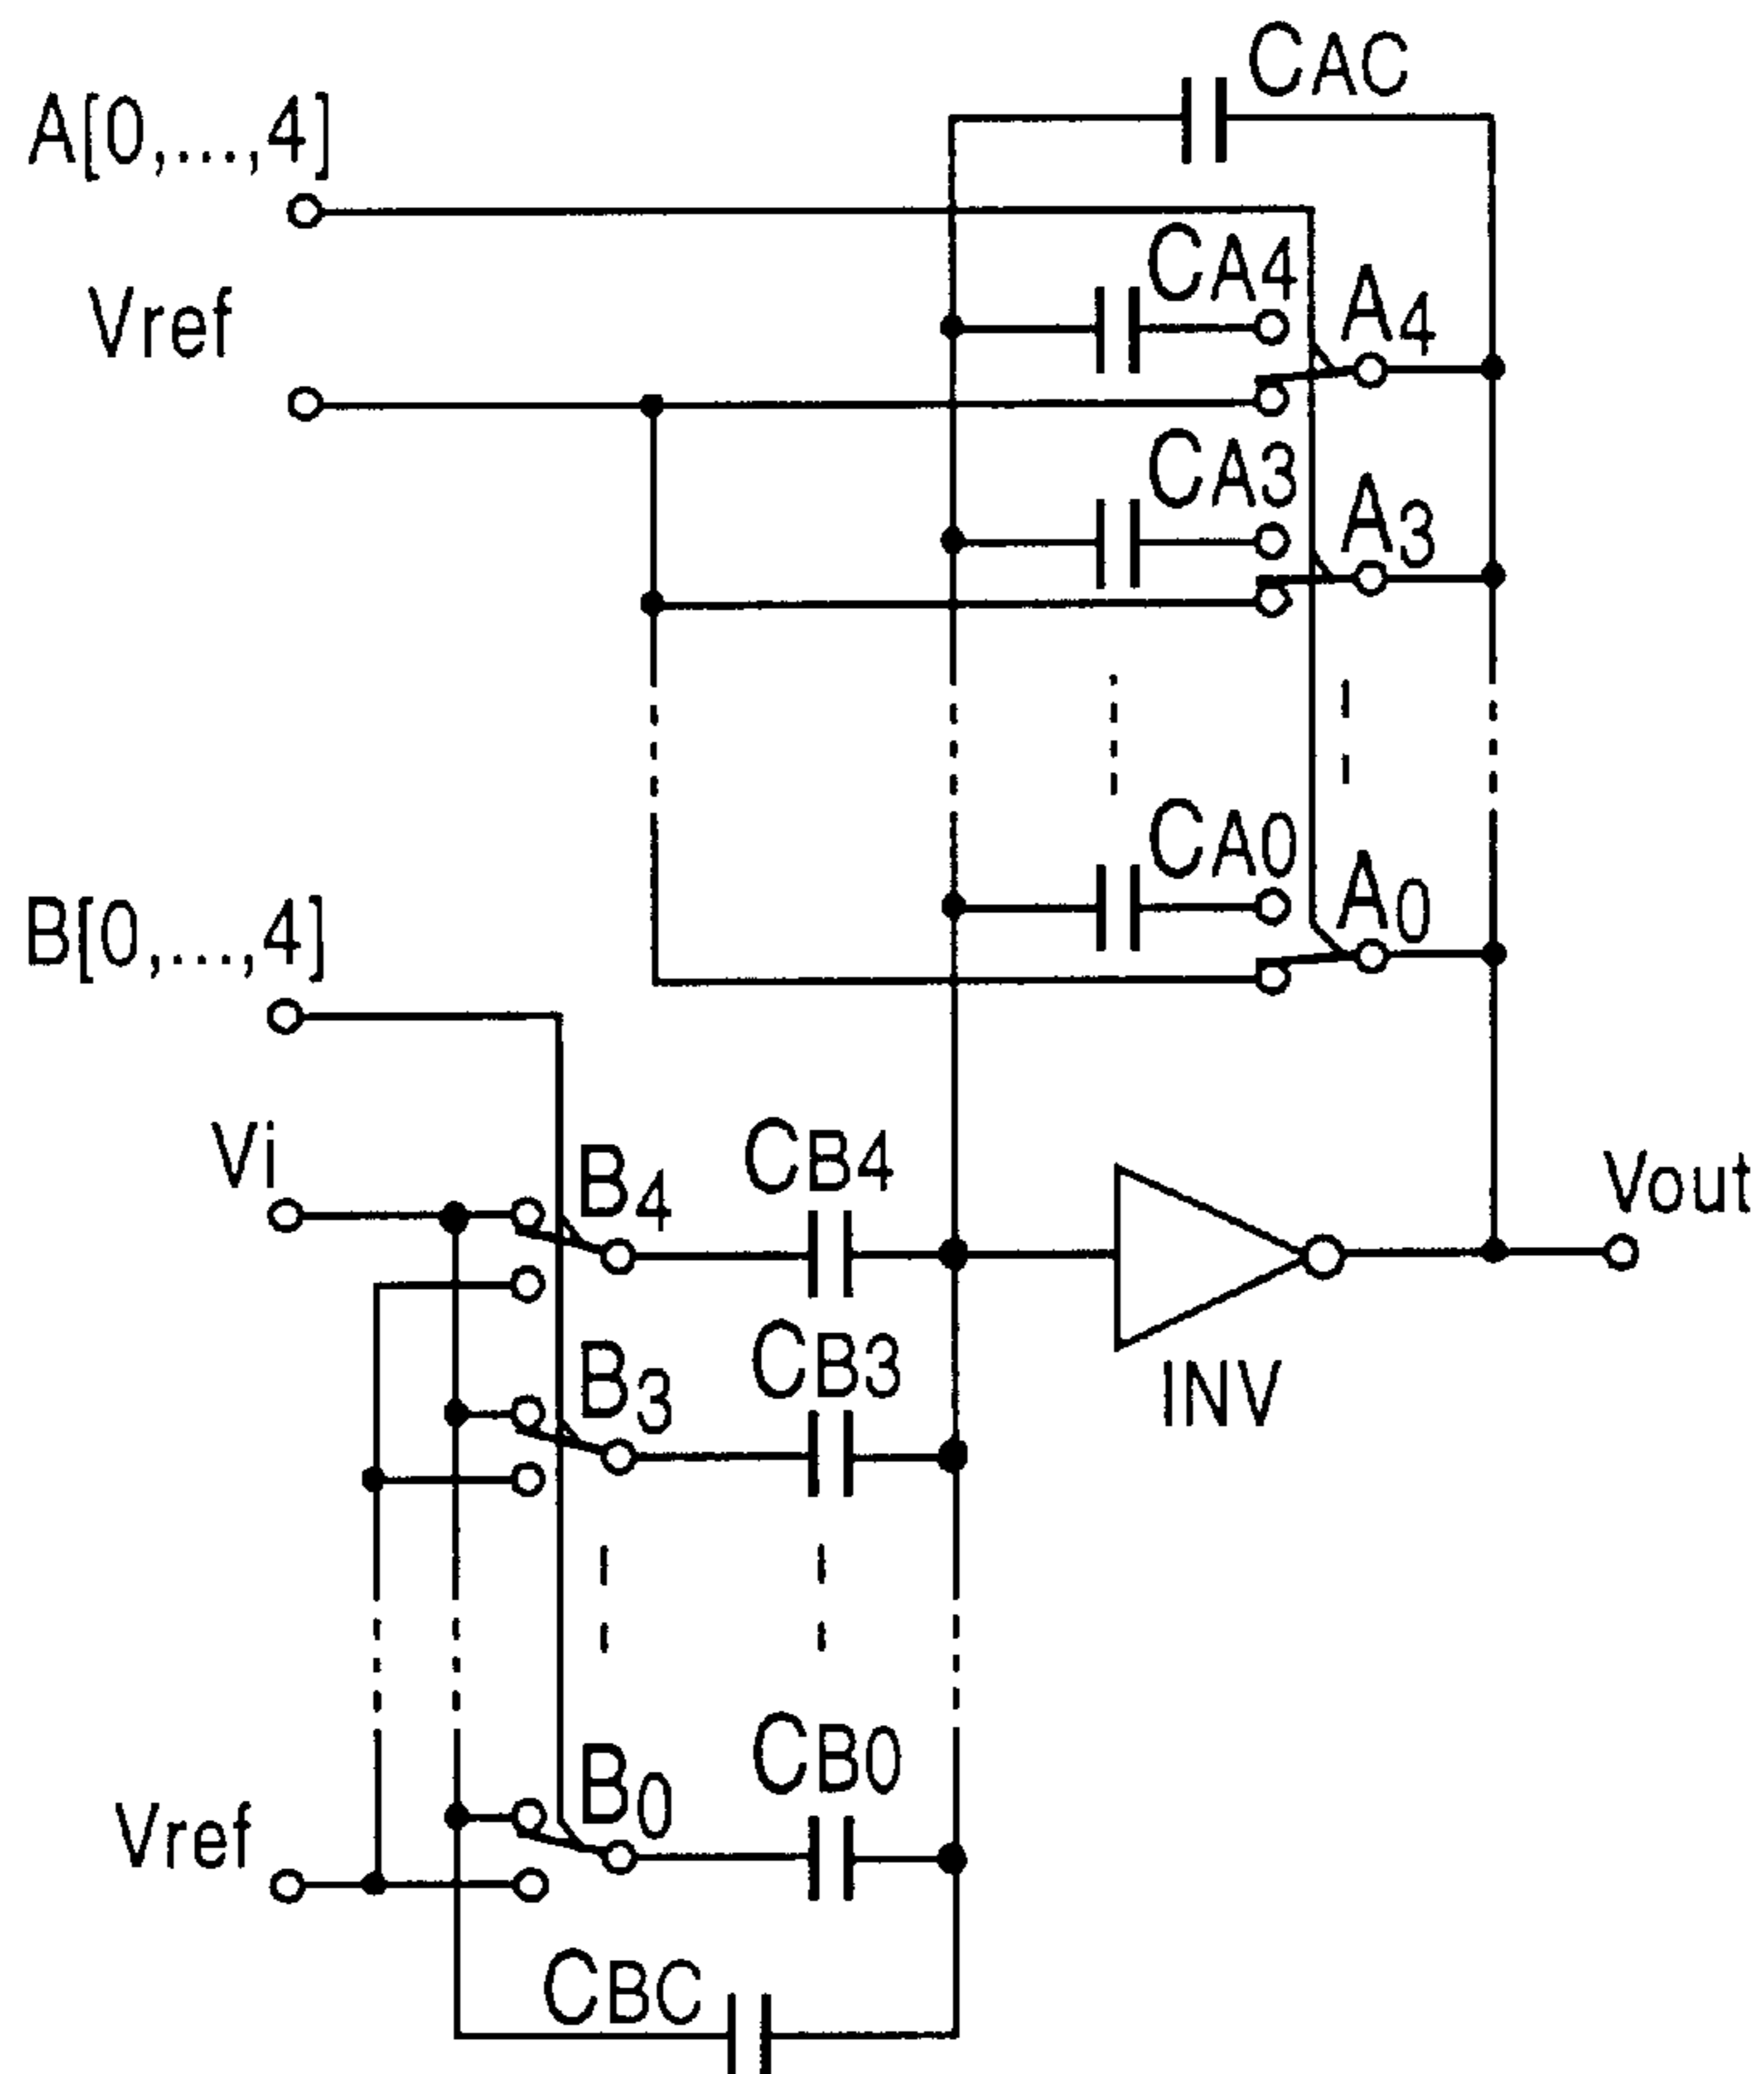 CAC
A[0,...,4]
CA4
A4
Vref
CA3
A3
CA0
A0
B[0,...,4]
Vi
B4
CB4
Vout
B3
CB3
INV
B0
CB0
Vref
CBC